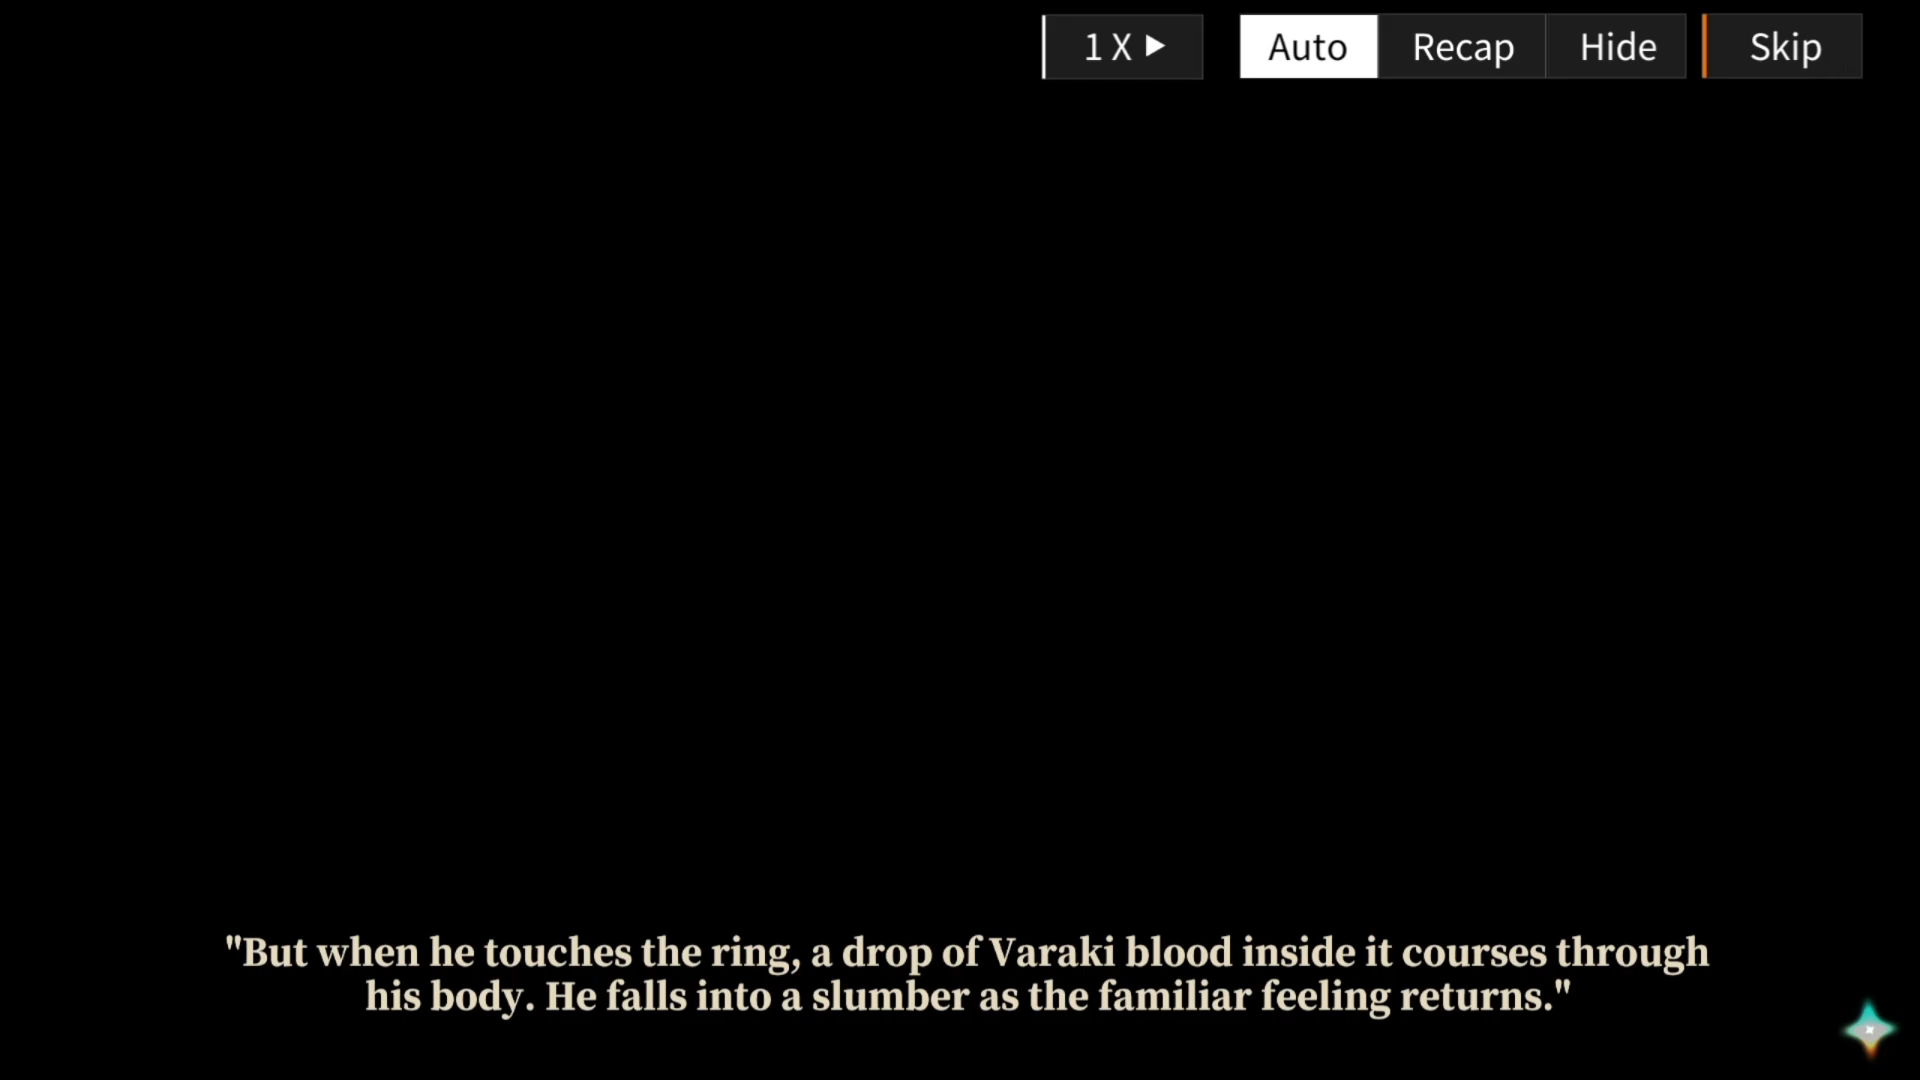 1 X
Auto
Recap
Hide
Skip
"But when he touches the ring, a drop of Varaki blood inside it courses through
his body. He falls into a slumber as the familiar feeling returns."